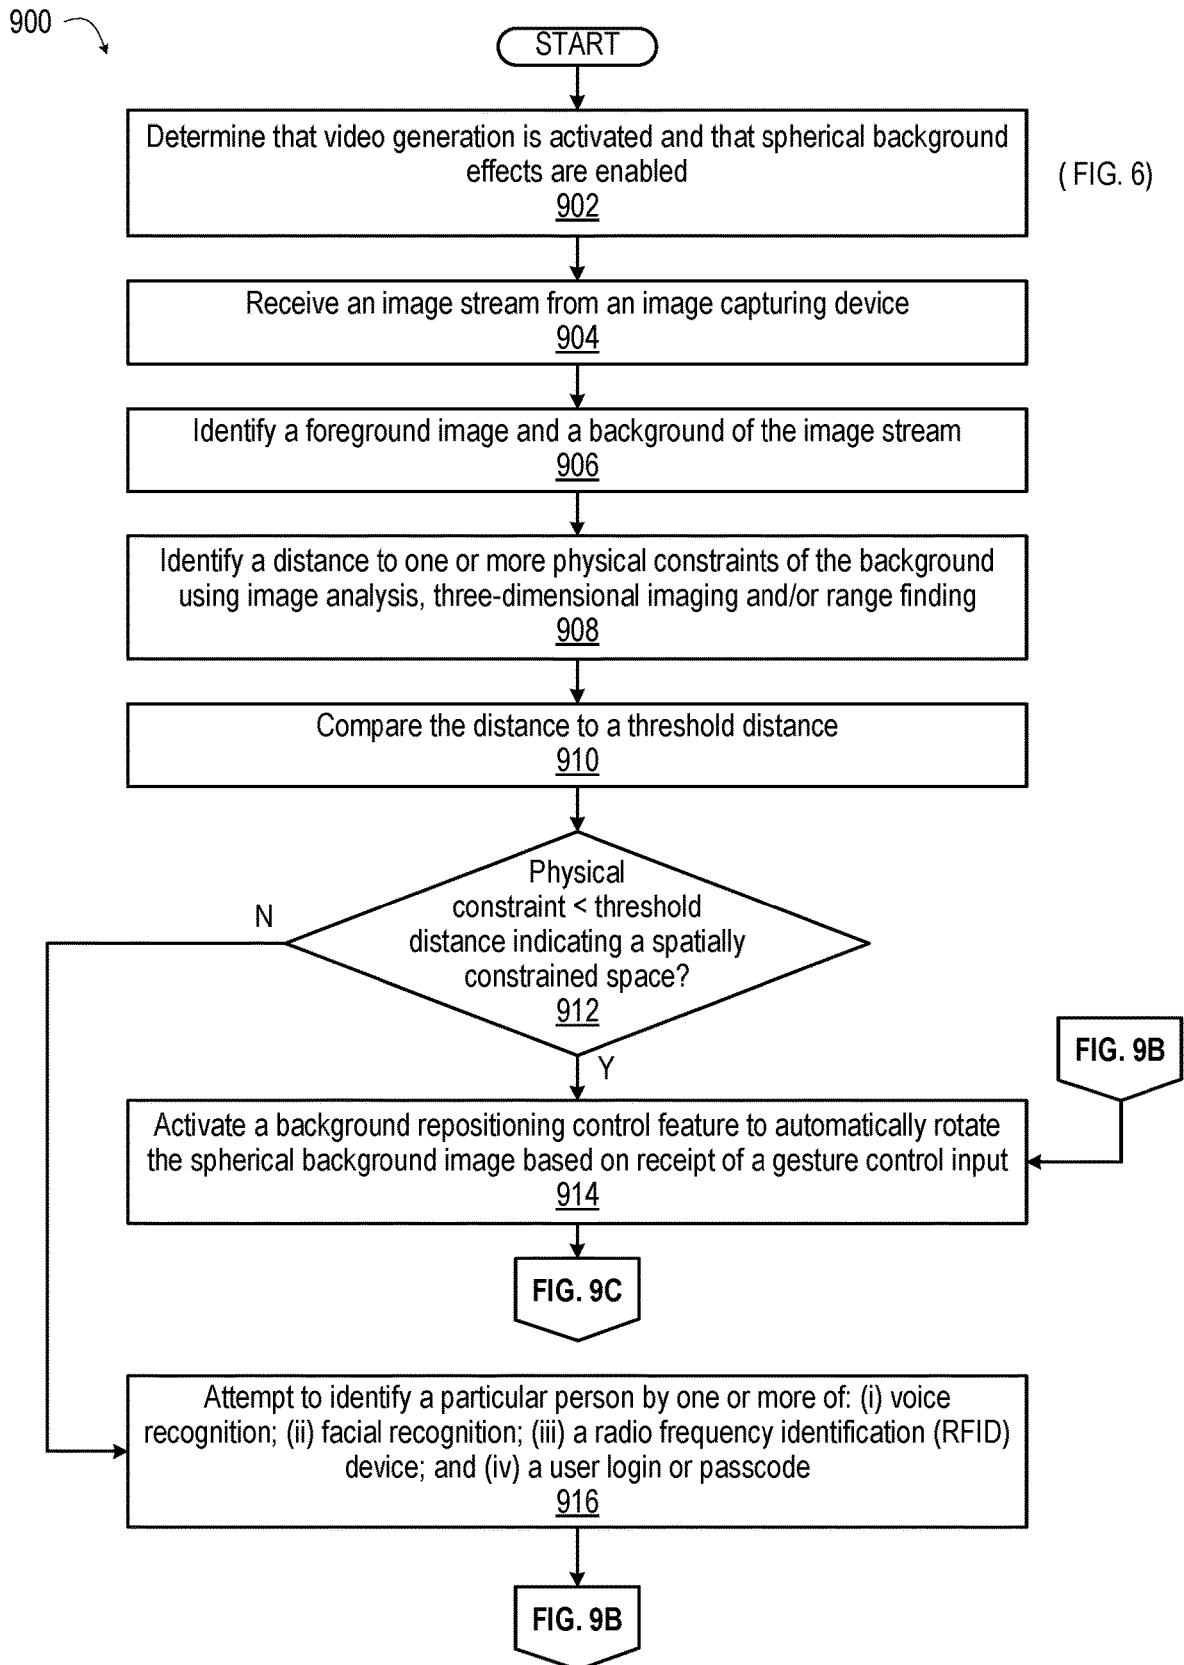 900
START
Determine that video generation is activated and that spherical background
effects are enabled
902
( FIG. 6)
Receive an image stream from an image capturing device
904
Identify a foreground image and a background of the image stream
906
Identify a distance to one or more physical constraints of the background
using image analysis, three-dimensional imaging and/or range finding
908
Compare the distance to a threshold distance
910
Physical
constraint < threshold
distance indicating a spatially
constrained space?
912
N
Y
FIG. 9B
Activate a background repositioning control feature to automatically rotate
the spherical background image based on receipt of a gesture control input
914
FIG. 9C
Attempt to identify a particular person by one or more of: (i) voice
recognition; (ii) facial recognition; (iii) a radio frequency identification (RFID)
device; and (iv) a user login or passcode
916
FIG. 9B